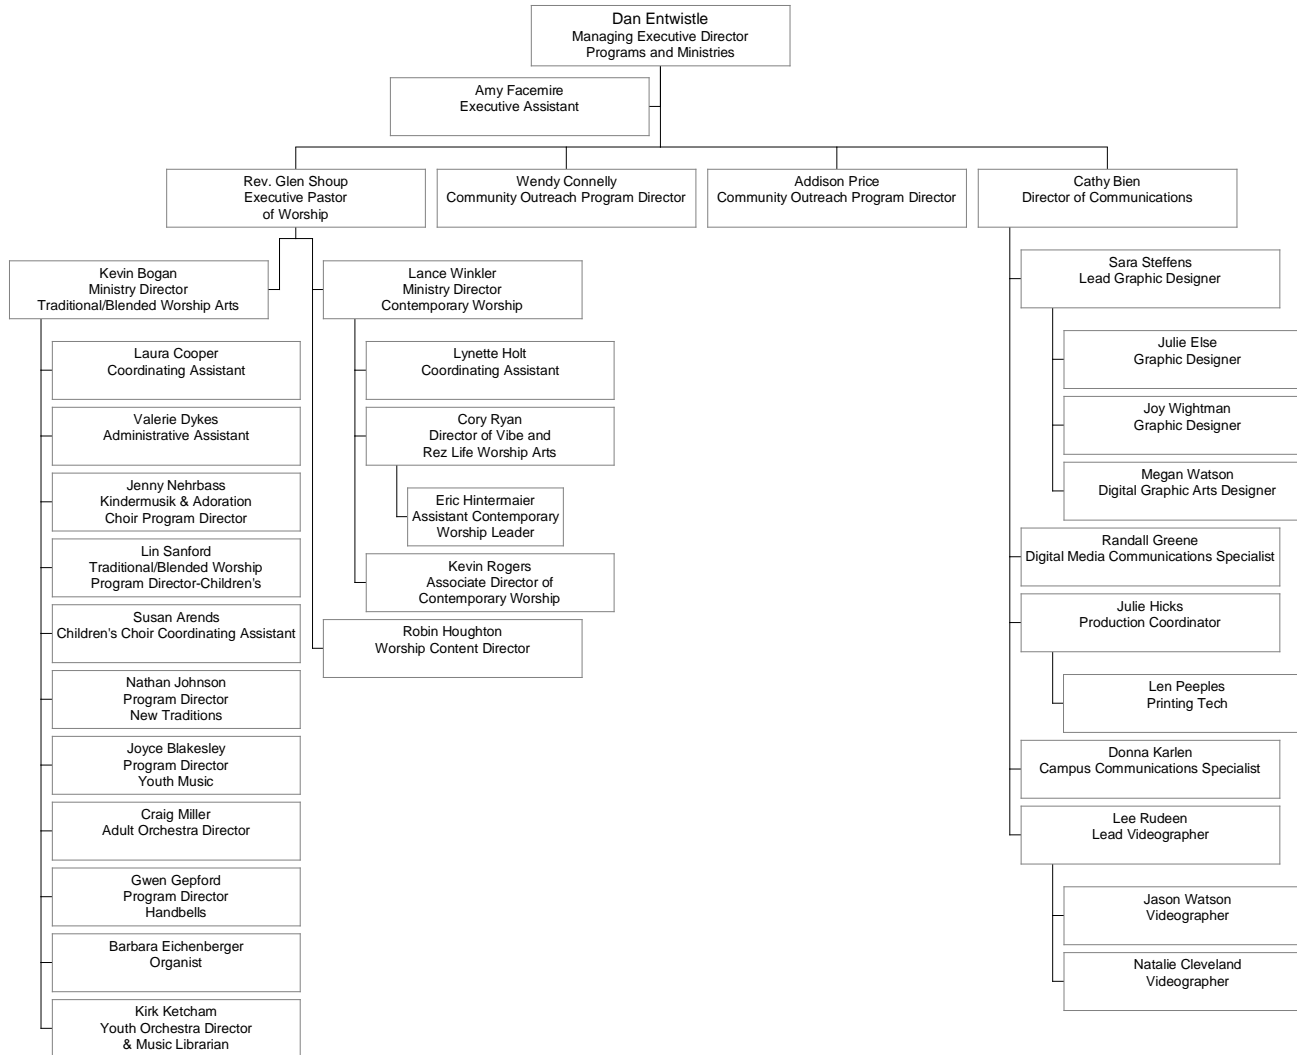 Dan Entwistle
Managing Executive Director
Programs and Ministries
Amy Facemire
Executive Assistant
Rev. Glen Shoup
Executive Pastor
of Worship
Wendy Connelly
Community Outreach Program Director
Addison Price
Community Outreach Program Director
Cathy Bien
Director of Communications
Kevin Bogan
Ministry Director
Traditional/Blended Worship Arts
Laura Cooper
Coordinating Assistant
Valerie Dykes
Administrative Assistant
Jenny Nehrbass
Kindermusik & Adoration
Choir Program Director
Lin Sanford
Traditional/Blended Worship
Program Director-Children's
Susan Arends
Children's Choir Coordinating Assistant
Nathan Johnson
Program Director
New Traditions
Joyce Blakesley
Program Director
Youth Music
Craig Miller
Adult Orchestra Director
Gwen Gepford
Program Director
Handbells
Barbara Eichenberger
Organist
Kirk Ketcham
Youth Orchestra Director
& Music Librarian
Lance Winkler
Ministry Director
Contemporary Worship
Lynette Holt
Coordinating Assistant
Cory Ryan
Director of Vibe and
Rez Life Worship Arts
Eric Hintermaier
Assistant Contemporary
Worship Leader
Kevin Rogers
Associate Director of
Contemporary Worship
Robin Houghton
Worship Content Director
Sara Steffens
Lead Graphic Designer
Julie Else
Graphic Designer
Joy Wightman
Graphic Designer
Megan Watson
Digital Graphic Arts Designer
Randall Greene
Digital Media Communications Specialist
Julie Hicks
Production Coordinator
Len Peeples
Printing Tech
Donna Karlen
Campus Communications Specialist
Lee Rudeen
Lead Videographer
Jason Watson
Videographer
Natalie Cleveland
Videographer